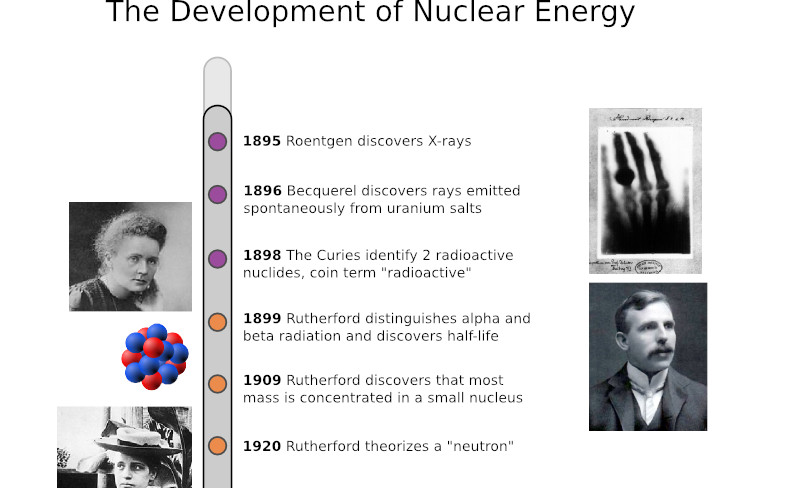 The Development of Nuclear Energy
1895 Roentgen discovers X-rays
1896 Becquerel discovers rays emitted
spontaneously from uranium salts
1898 The Curies identify 2 radioactive
nuclides, coin term "radioactive"
1899 Rutherford distinguishes alpha and
beta radiation and discovers half-life
1909 Rutherford discovers that most
mass is concentrated in a small nucleus
1920 Rutherford theorizes a "neutron"